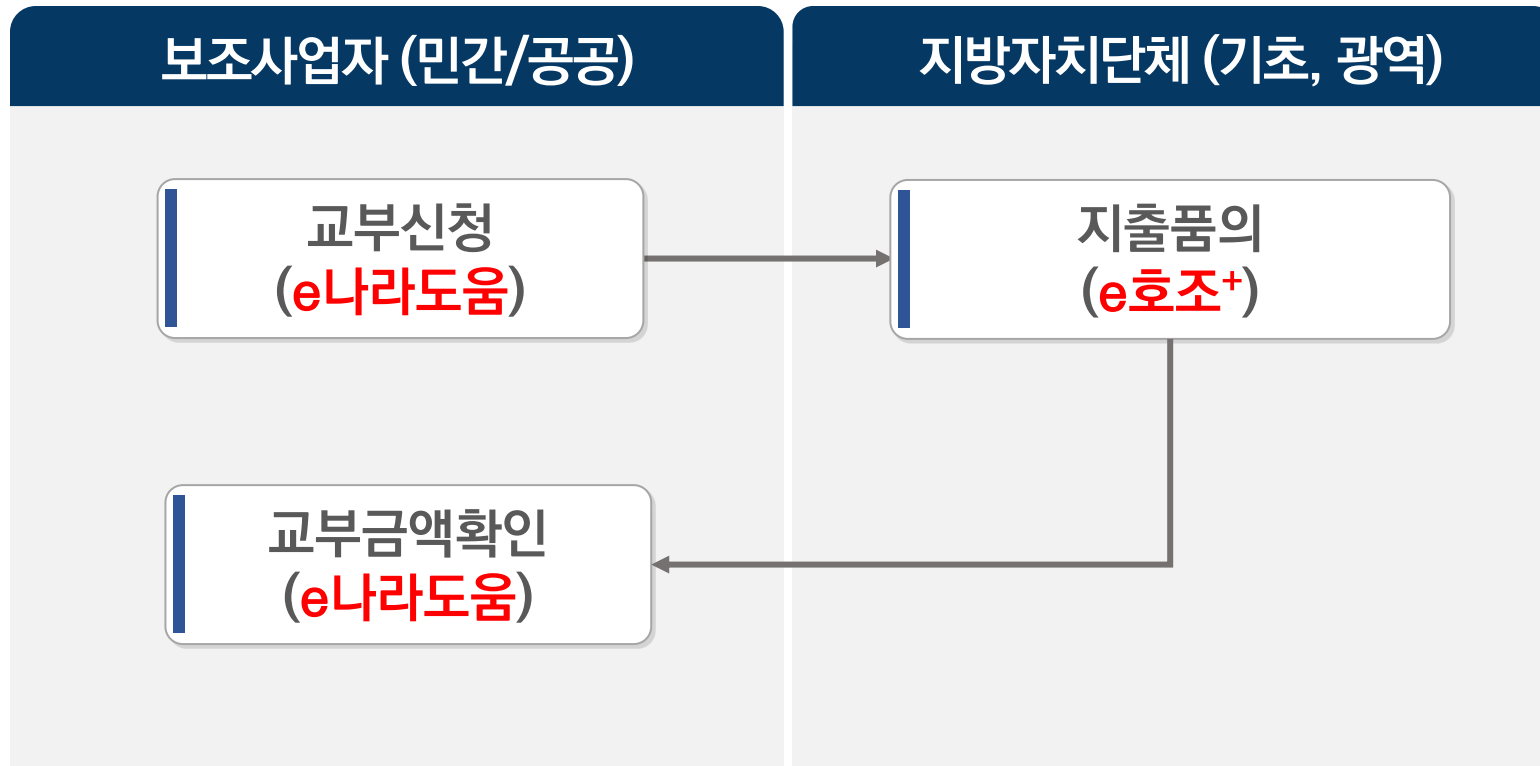 보조사업자 (민간/공공)
지방자치단체 (기초, 광역)
교부신청
(e나라도움)
지출품의
(e호조⁺)
교부금액확인
(e나라도움)